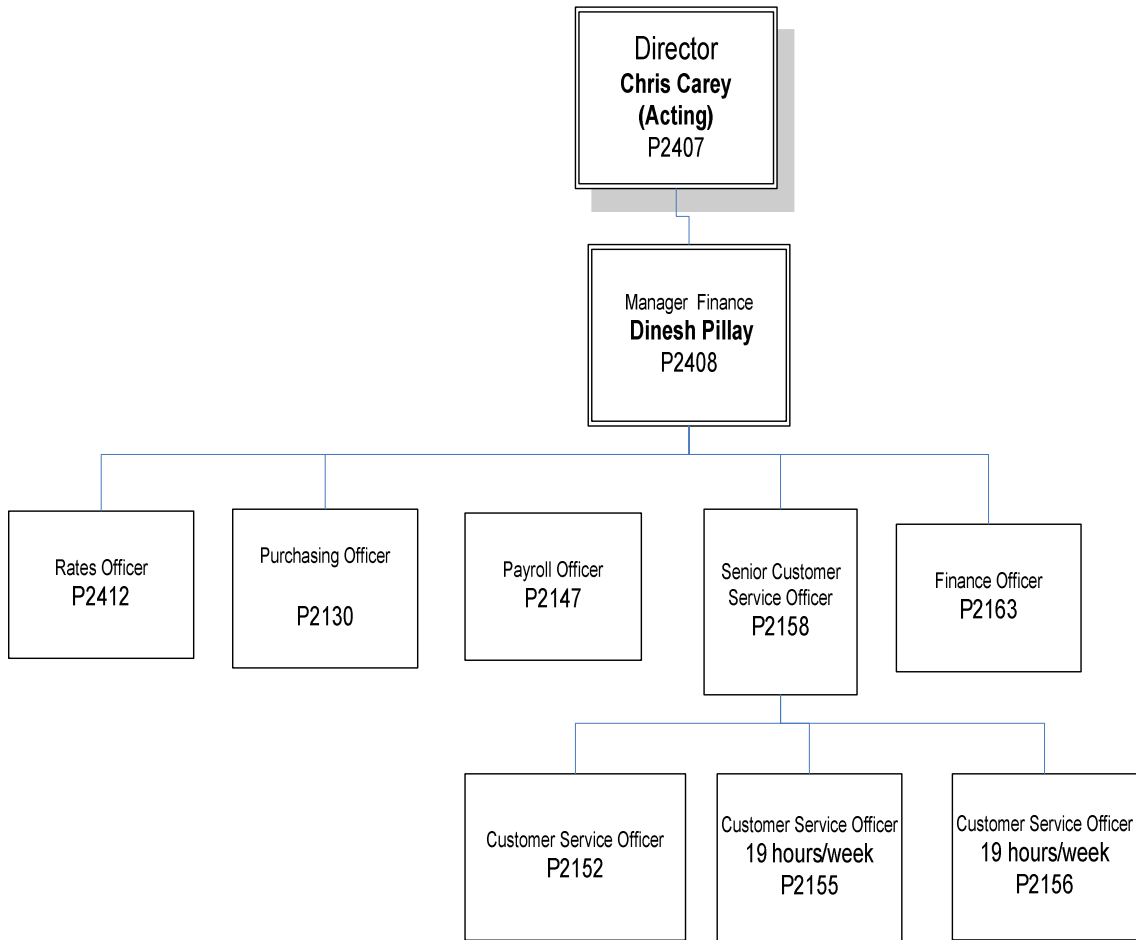 Director
Chris Carey
(Acting)
P2407
Manager Finance
Dinesh Pillay
P2408
Rates Officer
P2412
Purchasing Officer
P2130
Payroll Officer
P2147
Senior Customer
Service Officer
P2158
Finance Officer
P2163
Customer Service Officer
P2152
Customer Service Officer
19 hours/week
P2155
Customer Service Officer
19 hours/week
P2156